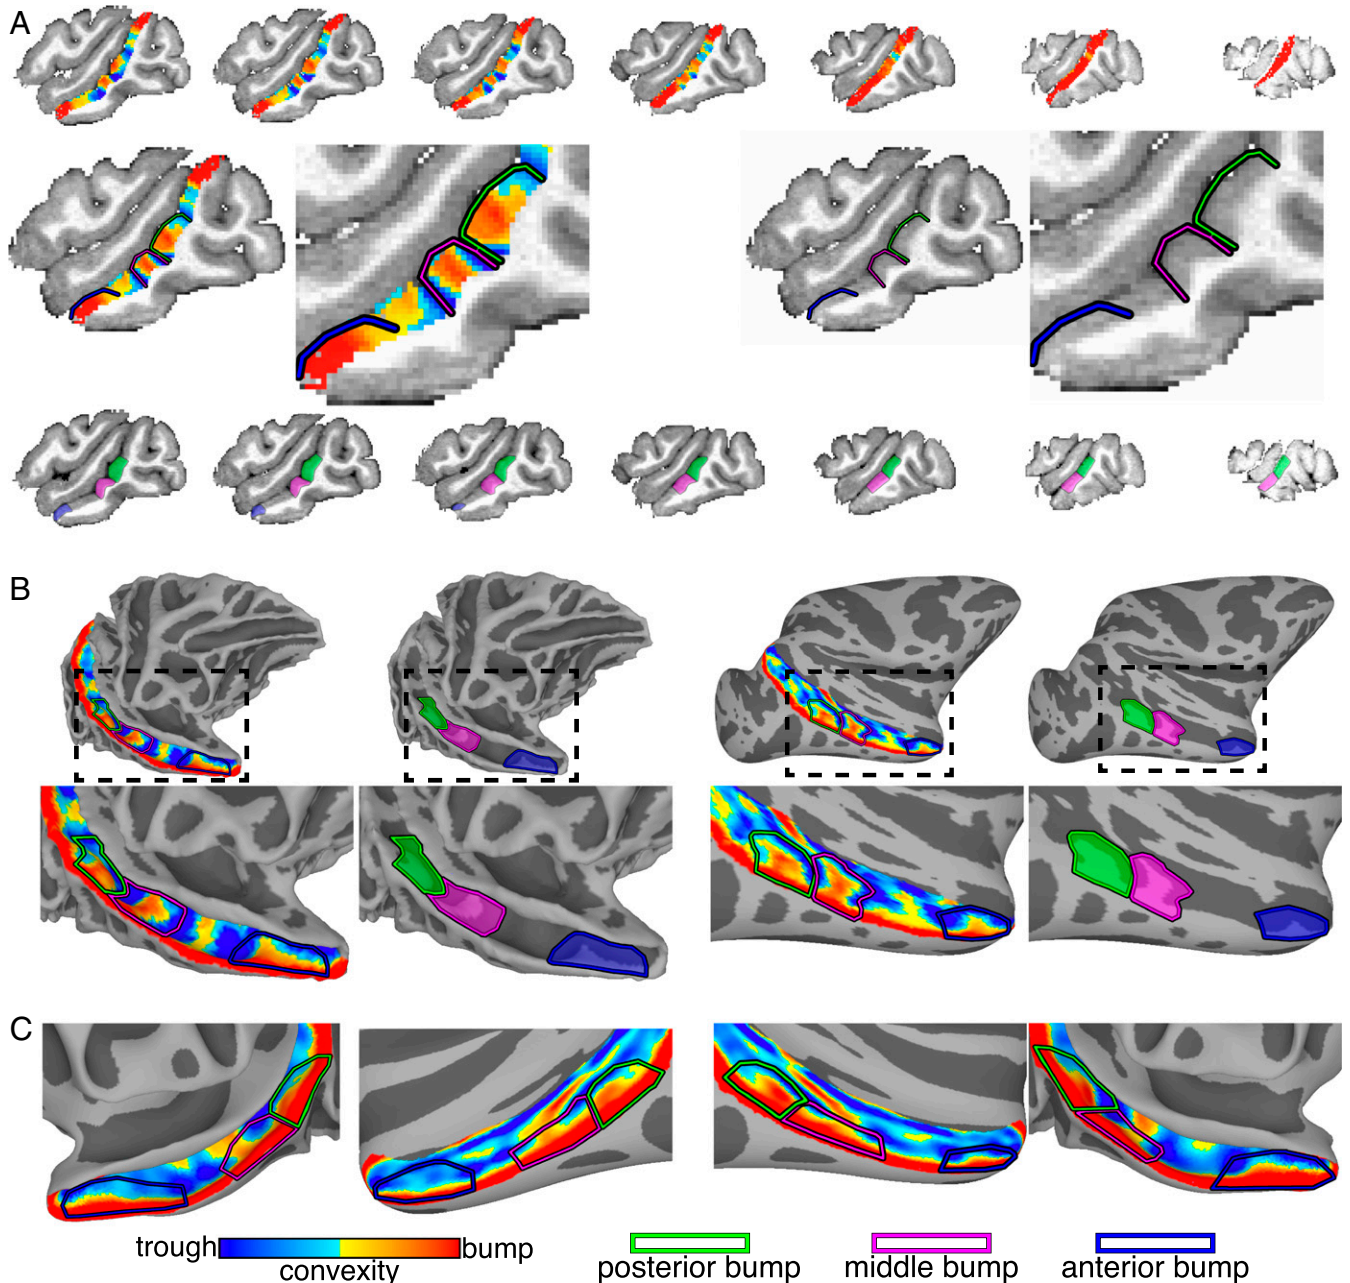 A
B
C
trough
bump
convexity
posterior bump
middle bump
anterior bump